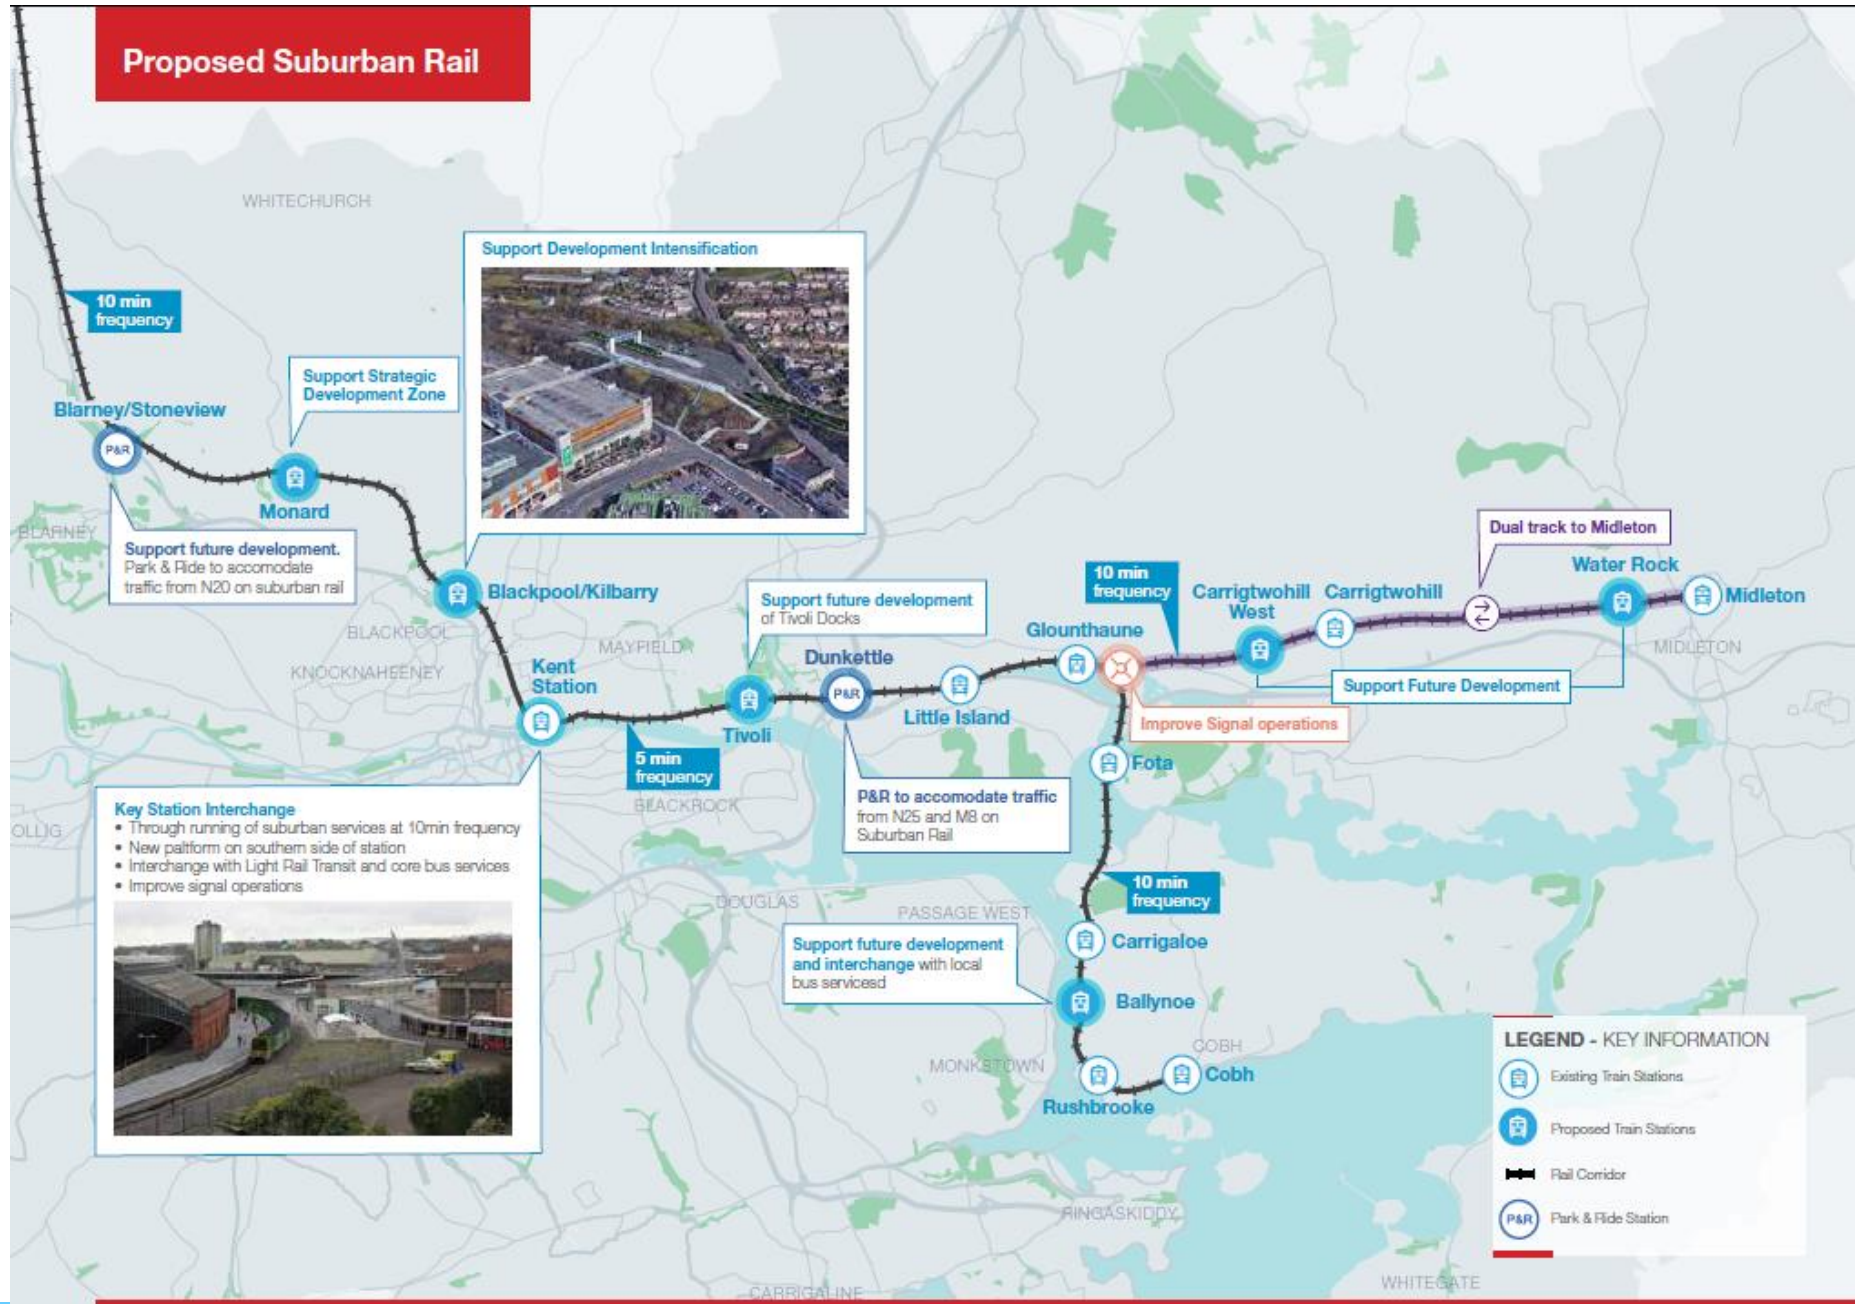 Proposed Suburban Rail
WHITECHURCH
Support Development Intensification
10 min
frequency
Support Strategic
Development Zone
Blarney/Stoneview
P&R
Monard
BLARNEY
Support future development.
Park & Ride to accomodate
traffic from N20 on suburban rail
Blackpool/Kilbarry
BLACKPOOL
KNOCKNAHEENEY
MAYFIELD
Kent
Station
Support future development
of Tivoli Docks
Tivoli
5 min
frequency
Dunkettle
P&R
Little Island
Glounthaune
10 min
frequency
Carrigtwohill
West
Carrigtwohill
Dual track to Midleton
Water Rock
Midleton
MIDLETON
Support Future Development
Improve Signal operations
Fota
BLACKROCK
P&R to accomodate traffic
from N25 and M8 on
Suburban Rail
OLLIG
Key Station Interchange
• Through running of suburban services at 10min frequency
• New paltform on southern side of station
• Interchange with Light Rail Transit and core bus services
• Improve signal operations
DOUGLAS
PASSAGE WEST
10 min
frequency
Carrigaloe
Support future development
and interchange with local
bus servicesd
Ballynoe
MONKSTOWN
COBH
Cobh
Rushbrooke
RINGASKIDDY
CARRIGALINE
WHITEGATE
LEGEND - KEY INFORMATION
Existing Train Stations
Proposed Train Stations
Rail Corridor
P&R
Park & Ride Station